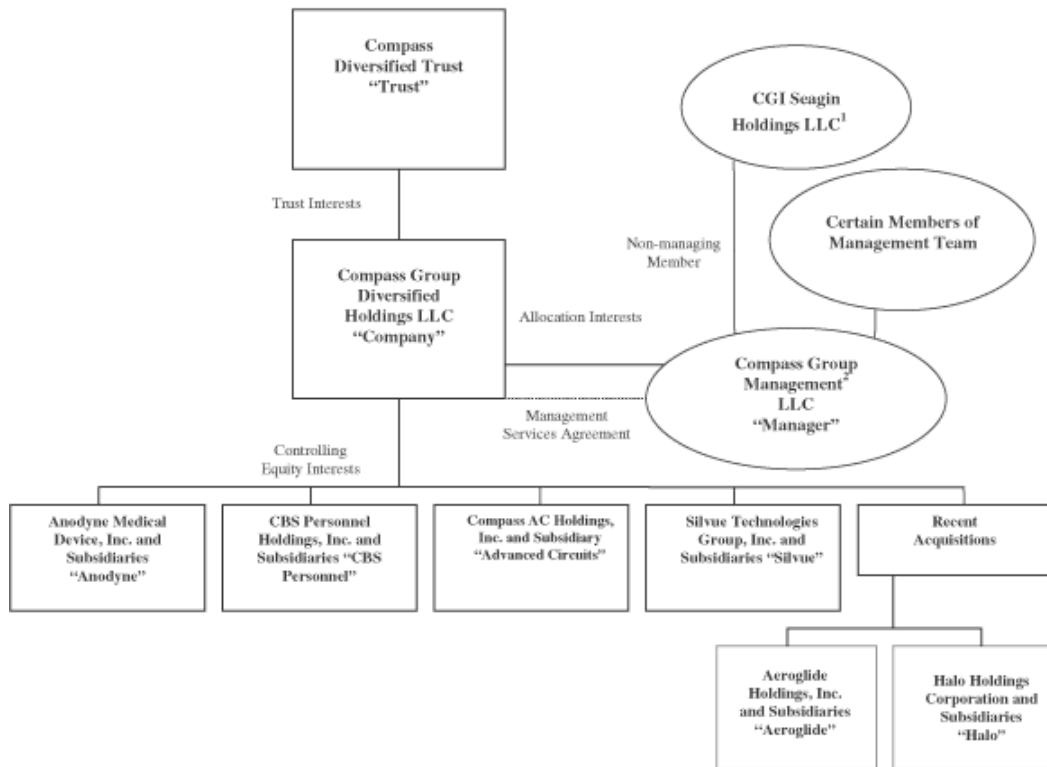 Compass
Diversified Trust
“Trust”
CGI Seagin
Holdings LLC1
Trust Interests
Certain Members of
Management Team
Non-managing
Member
Compass Group
Diversified
Holdings LLC
“Company”
Allocation Interests
Compass Group
Management2
LLC
“Manager”
Management
Services Agreement
Controlling
Equity Interests
Anodyne Medical
Device, Inc. and
Subsidiaries
“Anodyne”
CBS Personnel
Holdings, Inc. and
Subsidiaries “CBS
Personnel”
Compass AC Holdings,
Inc. and Subsidiary
“Advanced Circuits”
Silvue Technologies
Group, Inc. and
Subsidiaries “Silvue”
Recent
Acquisitions
Aeroglide
Holdings, Inc.
and Subsidiaries
“Aeroglide”
Halo Holdings
Corporation and
Subsidiaries
“Halo”